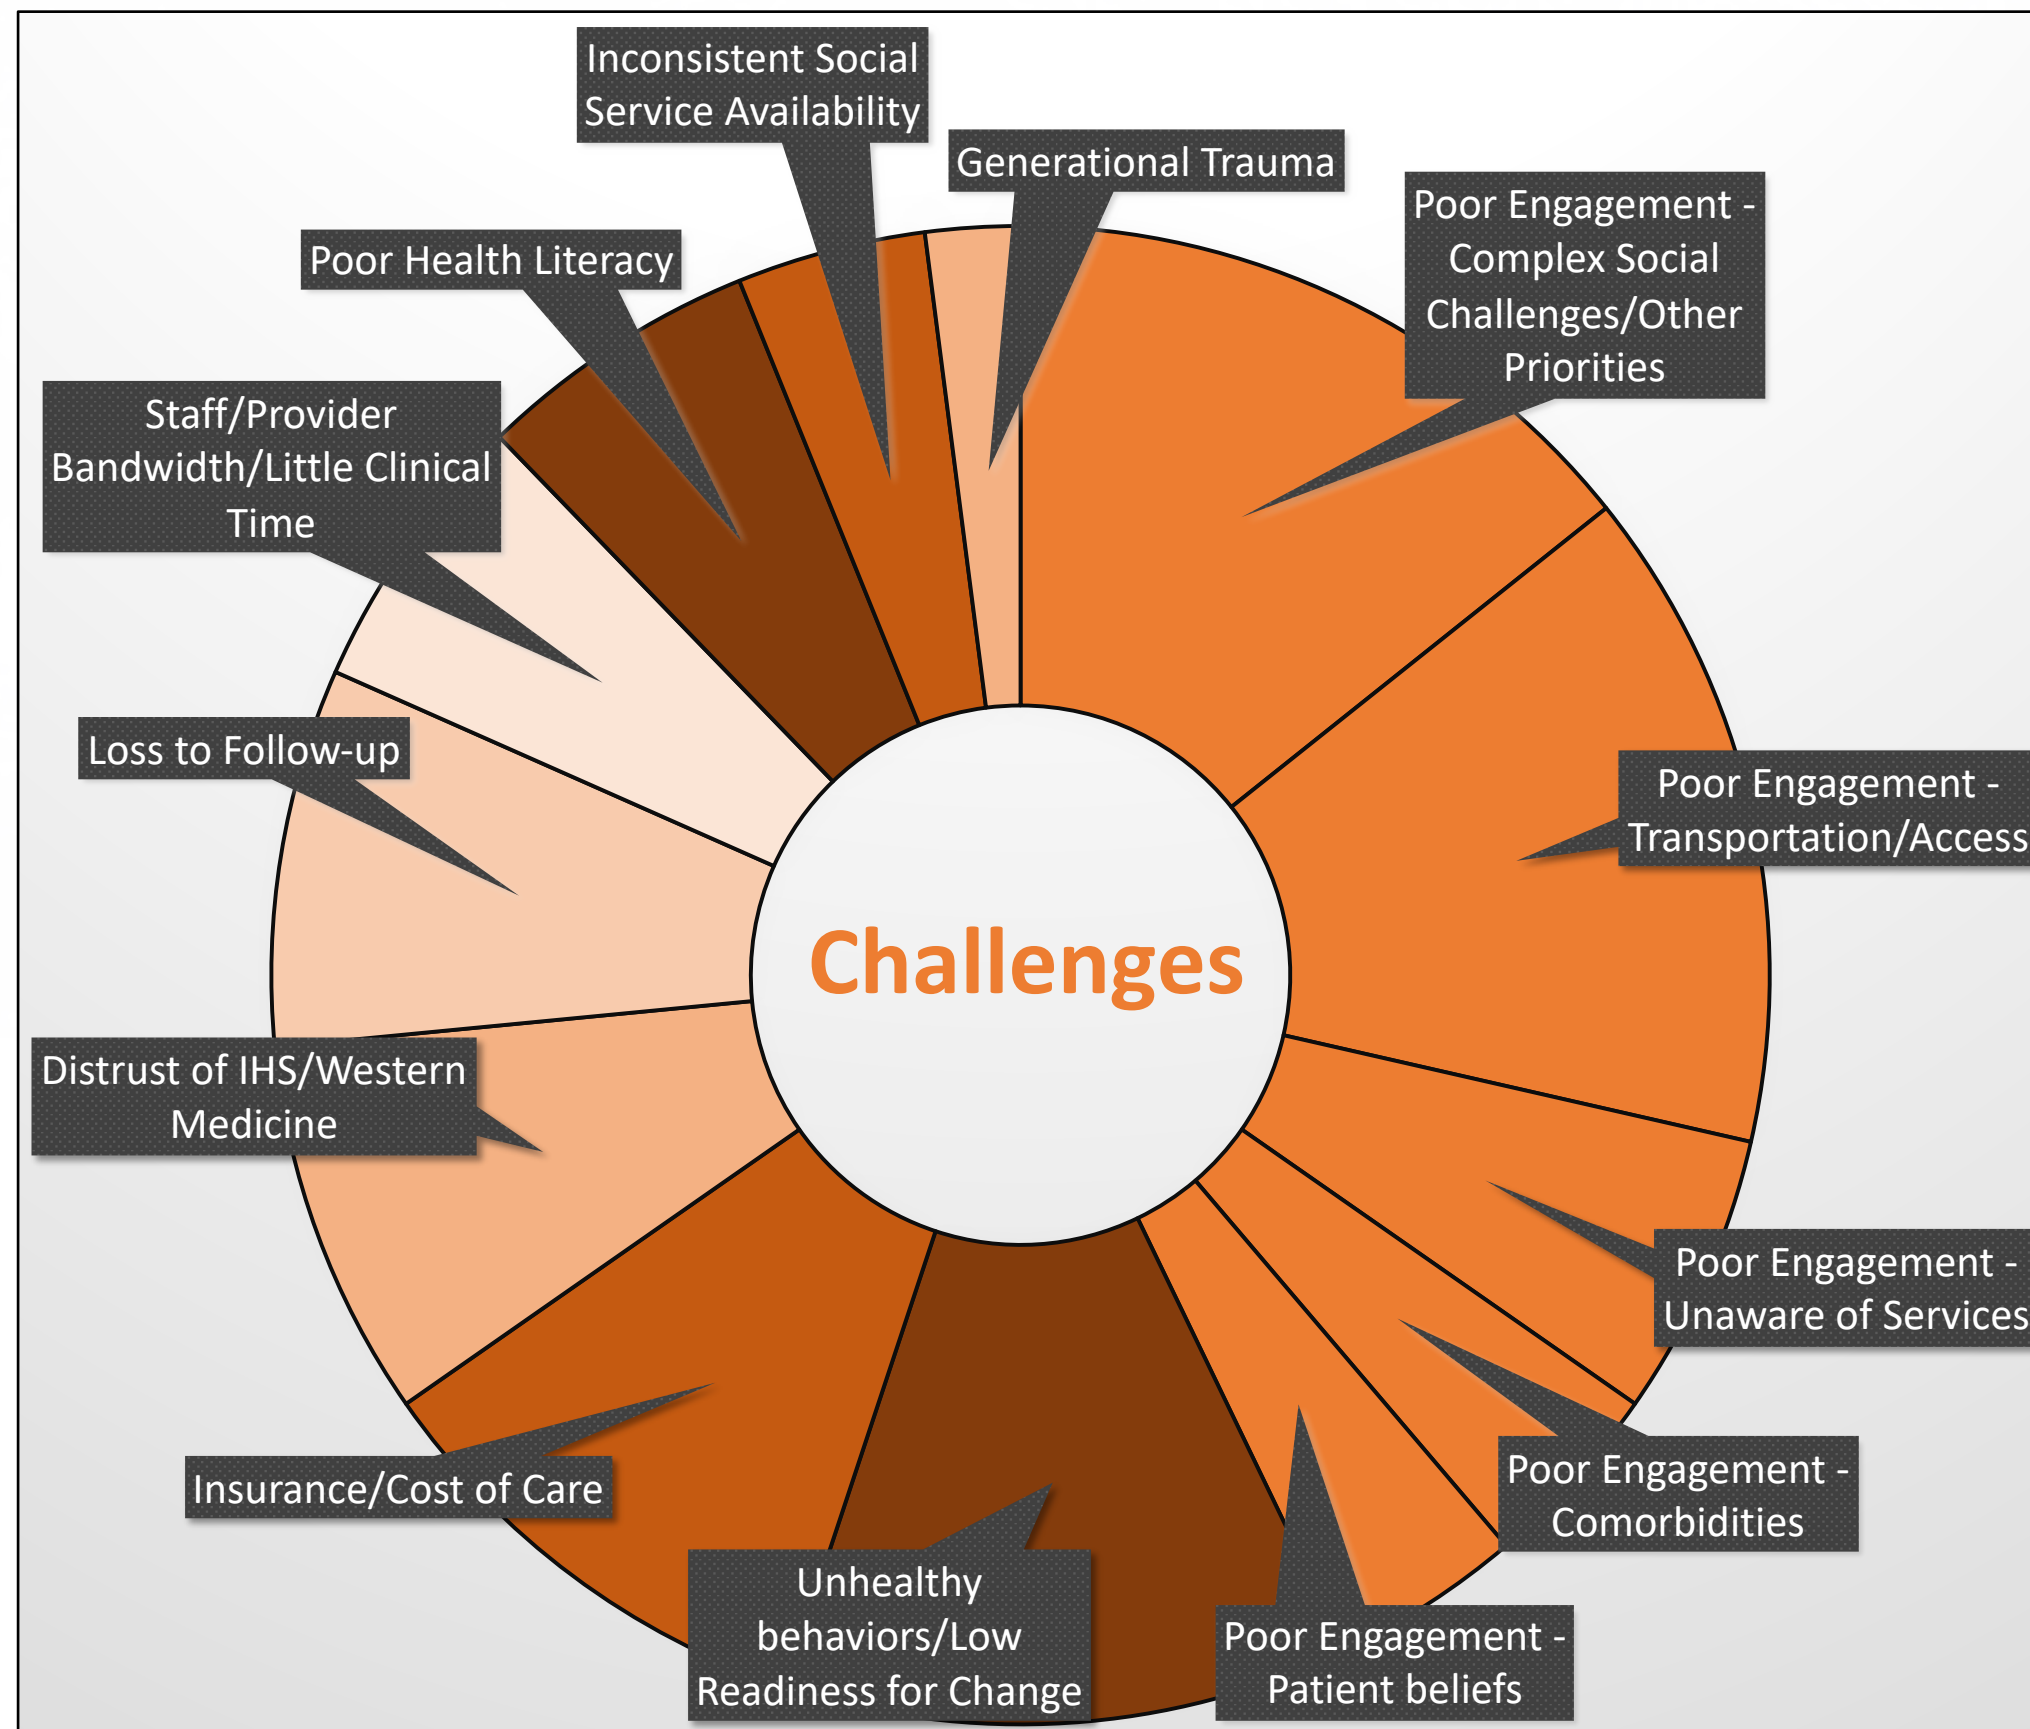 Inconsistent Social
Service Availability
Generational Trauma
Poor Engagement -
Complex Social
Challenges/Other
Priorities
Poor Health Literacy
Staff/Provider
Bandwidth/Little Clinical
Time
Loss to Follow-up
Poor Engagement -
Transportation/Access
Challenges
Distrust of IHS/Western
Medicine
Poor Engagement -
Unaware of Services
Insurance/Cost of Care
Poor Engagement -
Comorbidities
Unhealthy
behaviors/Low
Readiness for Change
Poor Engagement -
Patient beliefs